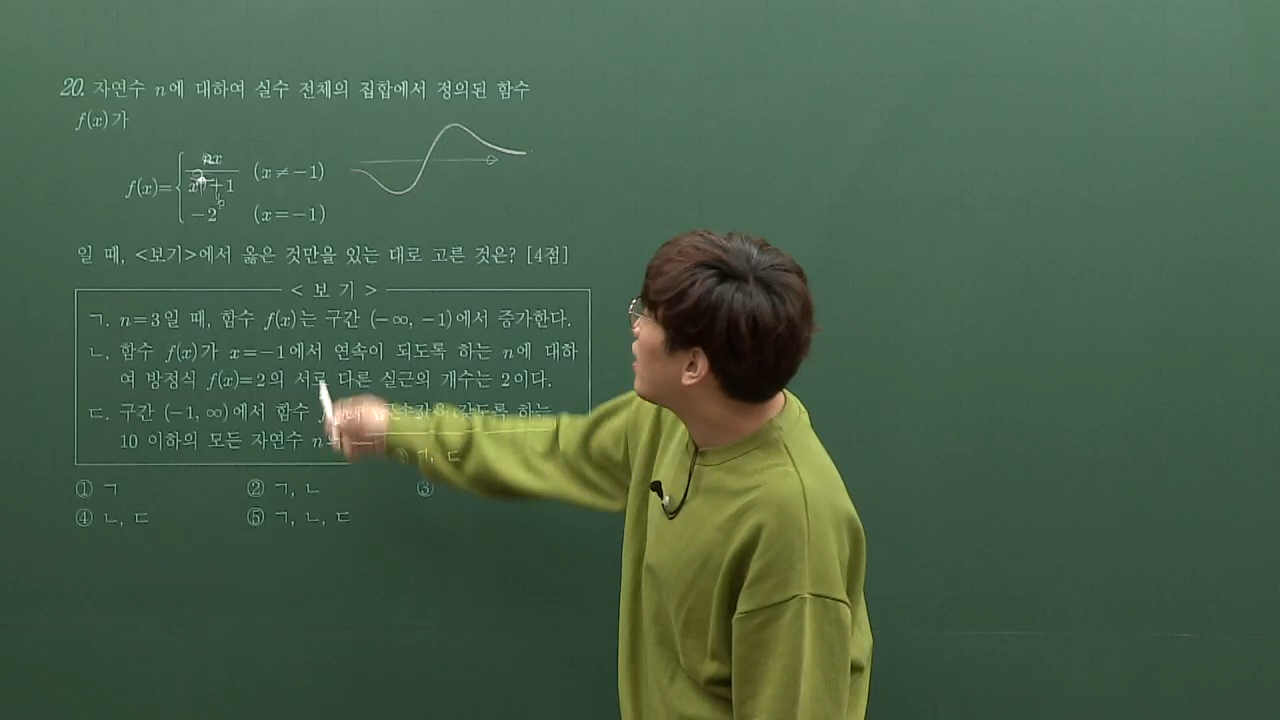 20. 자연수 n에 대하여 실수 전체의 집합에서 정의된 함수
f(x)가
f(x)= nx (x≠-1)
+1
-2 (x=-1)
일 때, <보기>에서 옳은 것만을 있는 대로 고른 것은? [4점]
<보 기>
ㄱ. n=3일 때, 함수 f(x)는 구간 (-∞, -1)에서 증가한다.
ㄴ. 함수 f(x)가 x=-1에서 연속이 되도록 하는 n에 대하
여 방정식 f(x)=2의 서로 다른 실근의 개수는 2이다.
ㄷ. 구간 (-1, ∞)에서 함수 갖도록 하는
10 이하의 모든 자연수
① ㄱ ② ㄱ, ㄴ ③ ㄱ, ㄷ
④ ㄴ, ㄷ ⑤ ㄱ, ㄴ, ㄷ